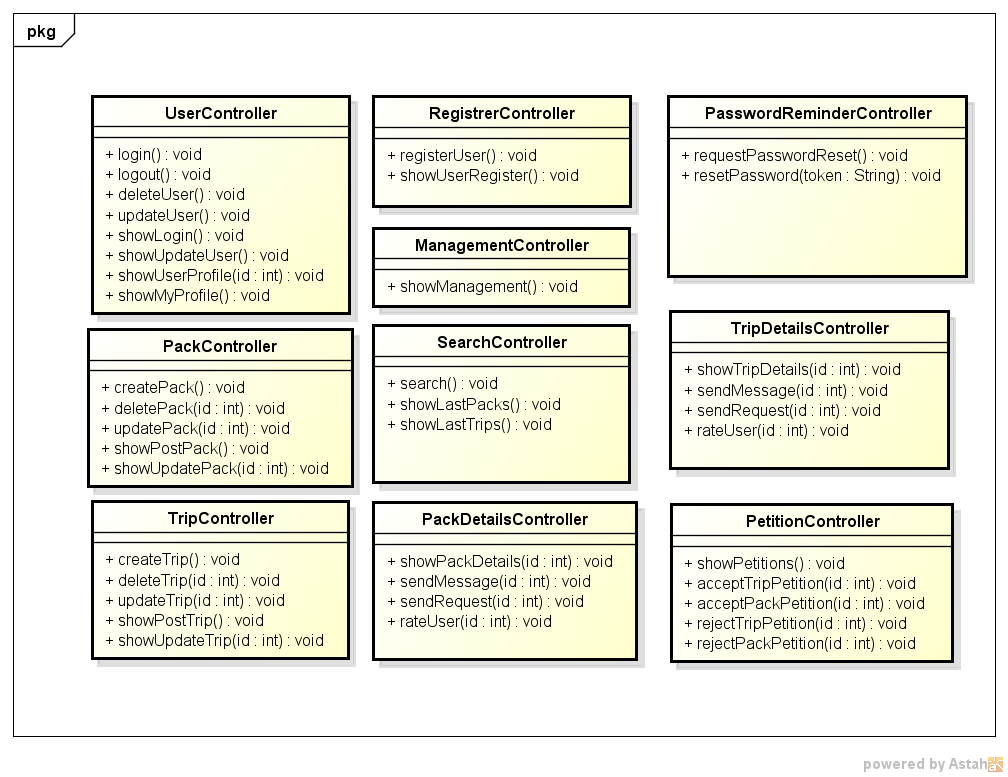 pkg
UserController
+ login() : void
+ logout() : void
+ deleteUser() : void
+ updateUser() : void
+ showLogin() : void
+ showUpdateUser() : void
+ showUserProfile(id : int) : void
+ showMyProfile() : void
RegistrerController
+ registerUser() : void
+ showUserRegister() : void
PasswordReminderController
+ requestPasswordReset() : void
+ resetPassword(token : String) : void
ManagementController
+ showManagement() : void
PackController
+ createPack() : void
+ deletePack(id : int) : void
+ updatePack(id : int) : void
+ showPostPack() : void
+ showUpdatePack(id : int) : void
SearchController
+ search() : void
+ showLastPacks() : void
+ showLastTrips() : void
TripDetailsController
+ showTripDetails(id : int) : void
+ sendMessage(id : int) : void
+ sendRequest(id : int) : void
+ rateUser(id : int) : void
TripController
+ createTrip() : void
+ deleteTrip(id : int) : void
+ updateTrip(id : int) : void
+ showPostTrip() : void
+ showUpdateTrip(id : int) : void
PackDetailsController
+ showPackDetails(id : int) : void
+ sendMessage(id : int) : void
+ sendRequest(id : int) : void
+ rateUser(id : int) : void
PetitionController
+ showPetitions() : void
+ acceptTripPetition(id : int) : void
+ acceptPackPetition(id : int) : void
+ rejectTripPetition(id : int) : void
+ rejectPackPetition(id : int) : void
powered by Astah